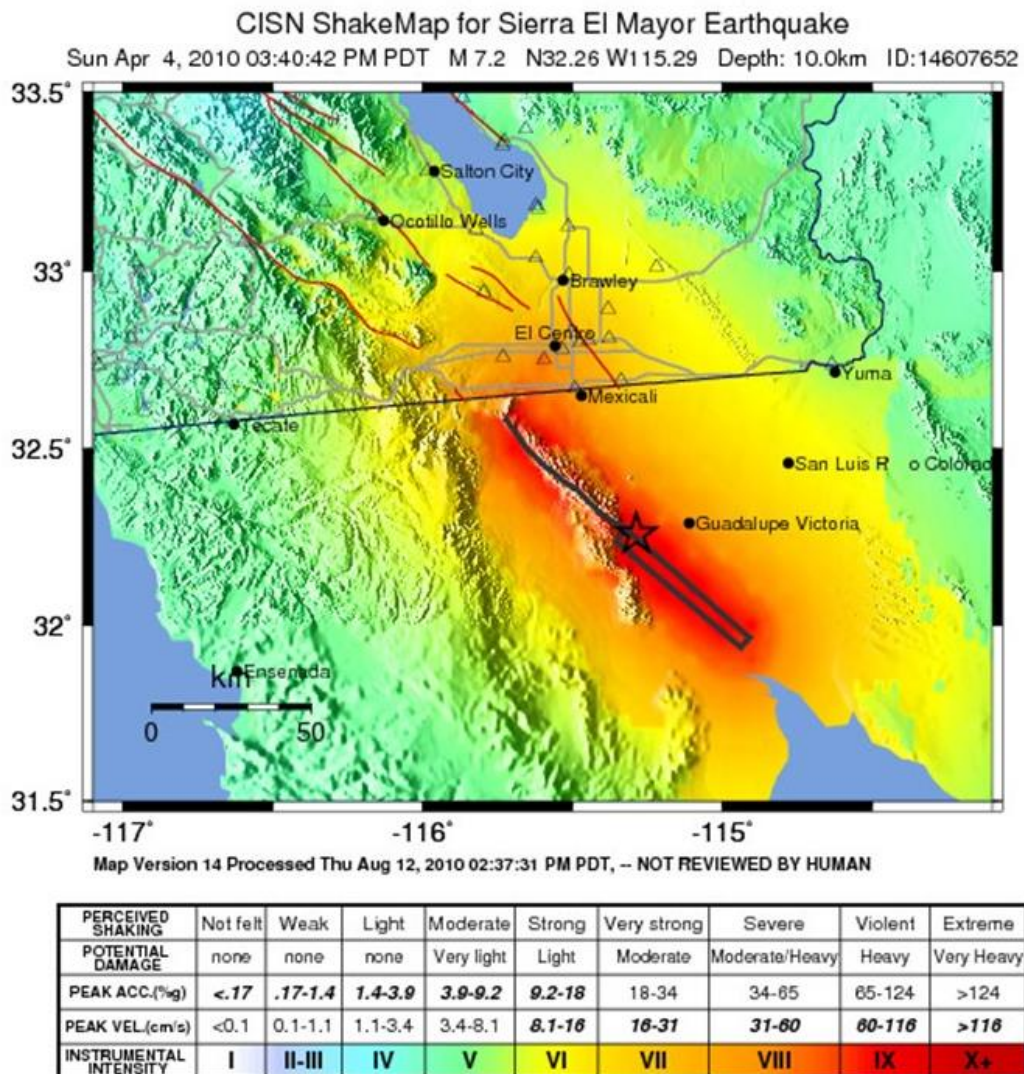 CISN ShakeMap for Sierra El Mayor Earthquake
Sun Apr 4, 2010 03:40:42 PM PDT M 7.2 N32.26 W115.29 Depth: 10.0km ID:14607652
33.5°
Salton City
Ocotillo Wells
33°
Brawley
El Centro
Yuma
Mexicali
Tecate
32.5°
San Luis R o Colorad
Guadalupe Victoria
32°
Ensenada
km
0 50
31.5°
-117° -116° -115°
Map Version 14 Processed Thu Aug 12, 2010 02:37:31 PM PDT, -- NOT REVIEWED BY HUMAN
PERCEIVED SHAKING Not felt Weak Light Moderate Strong Very strong Severe Violent Extreme
POTENTIAL DAMAGE none none none Very light Light Moderate Moderate/Heavy Heavy Very Heavy
PEAK ACC.(%g) <.17 .17-1.4 1.4-3.9 3.9-9.2 9.2-18 18-34 34-65 65-124 >124
PEAK VEL.(cm/s) <0.1 0.1-1.1 1.1-3.4 3.4-8.1 8.1-16 16-31 31-60 60-116 >116
INSTRUMENTAL INTENSITY I II-III IV V VI VII VIII IX X+